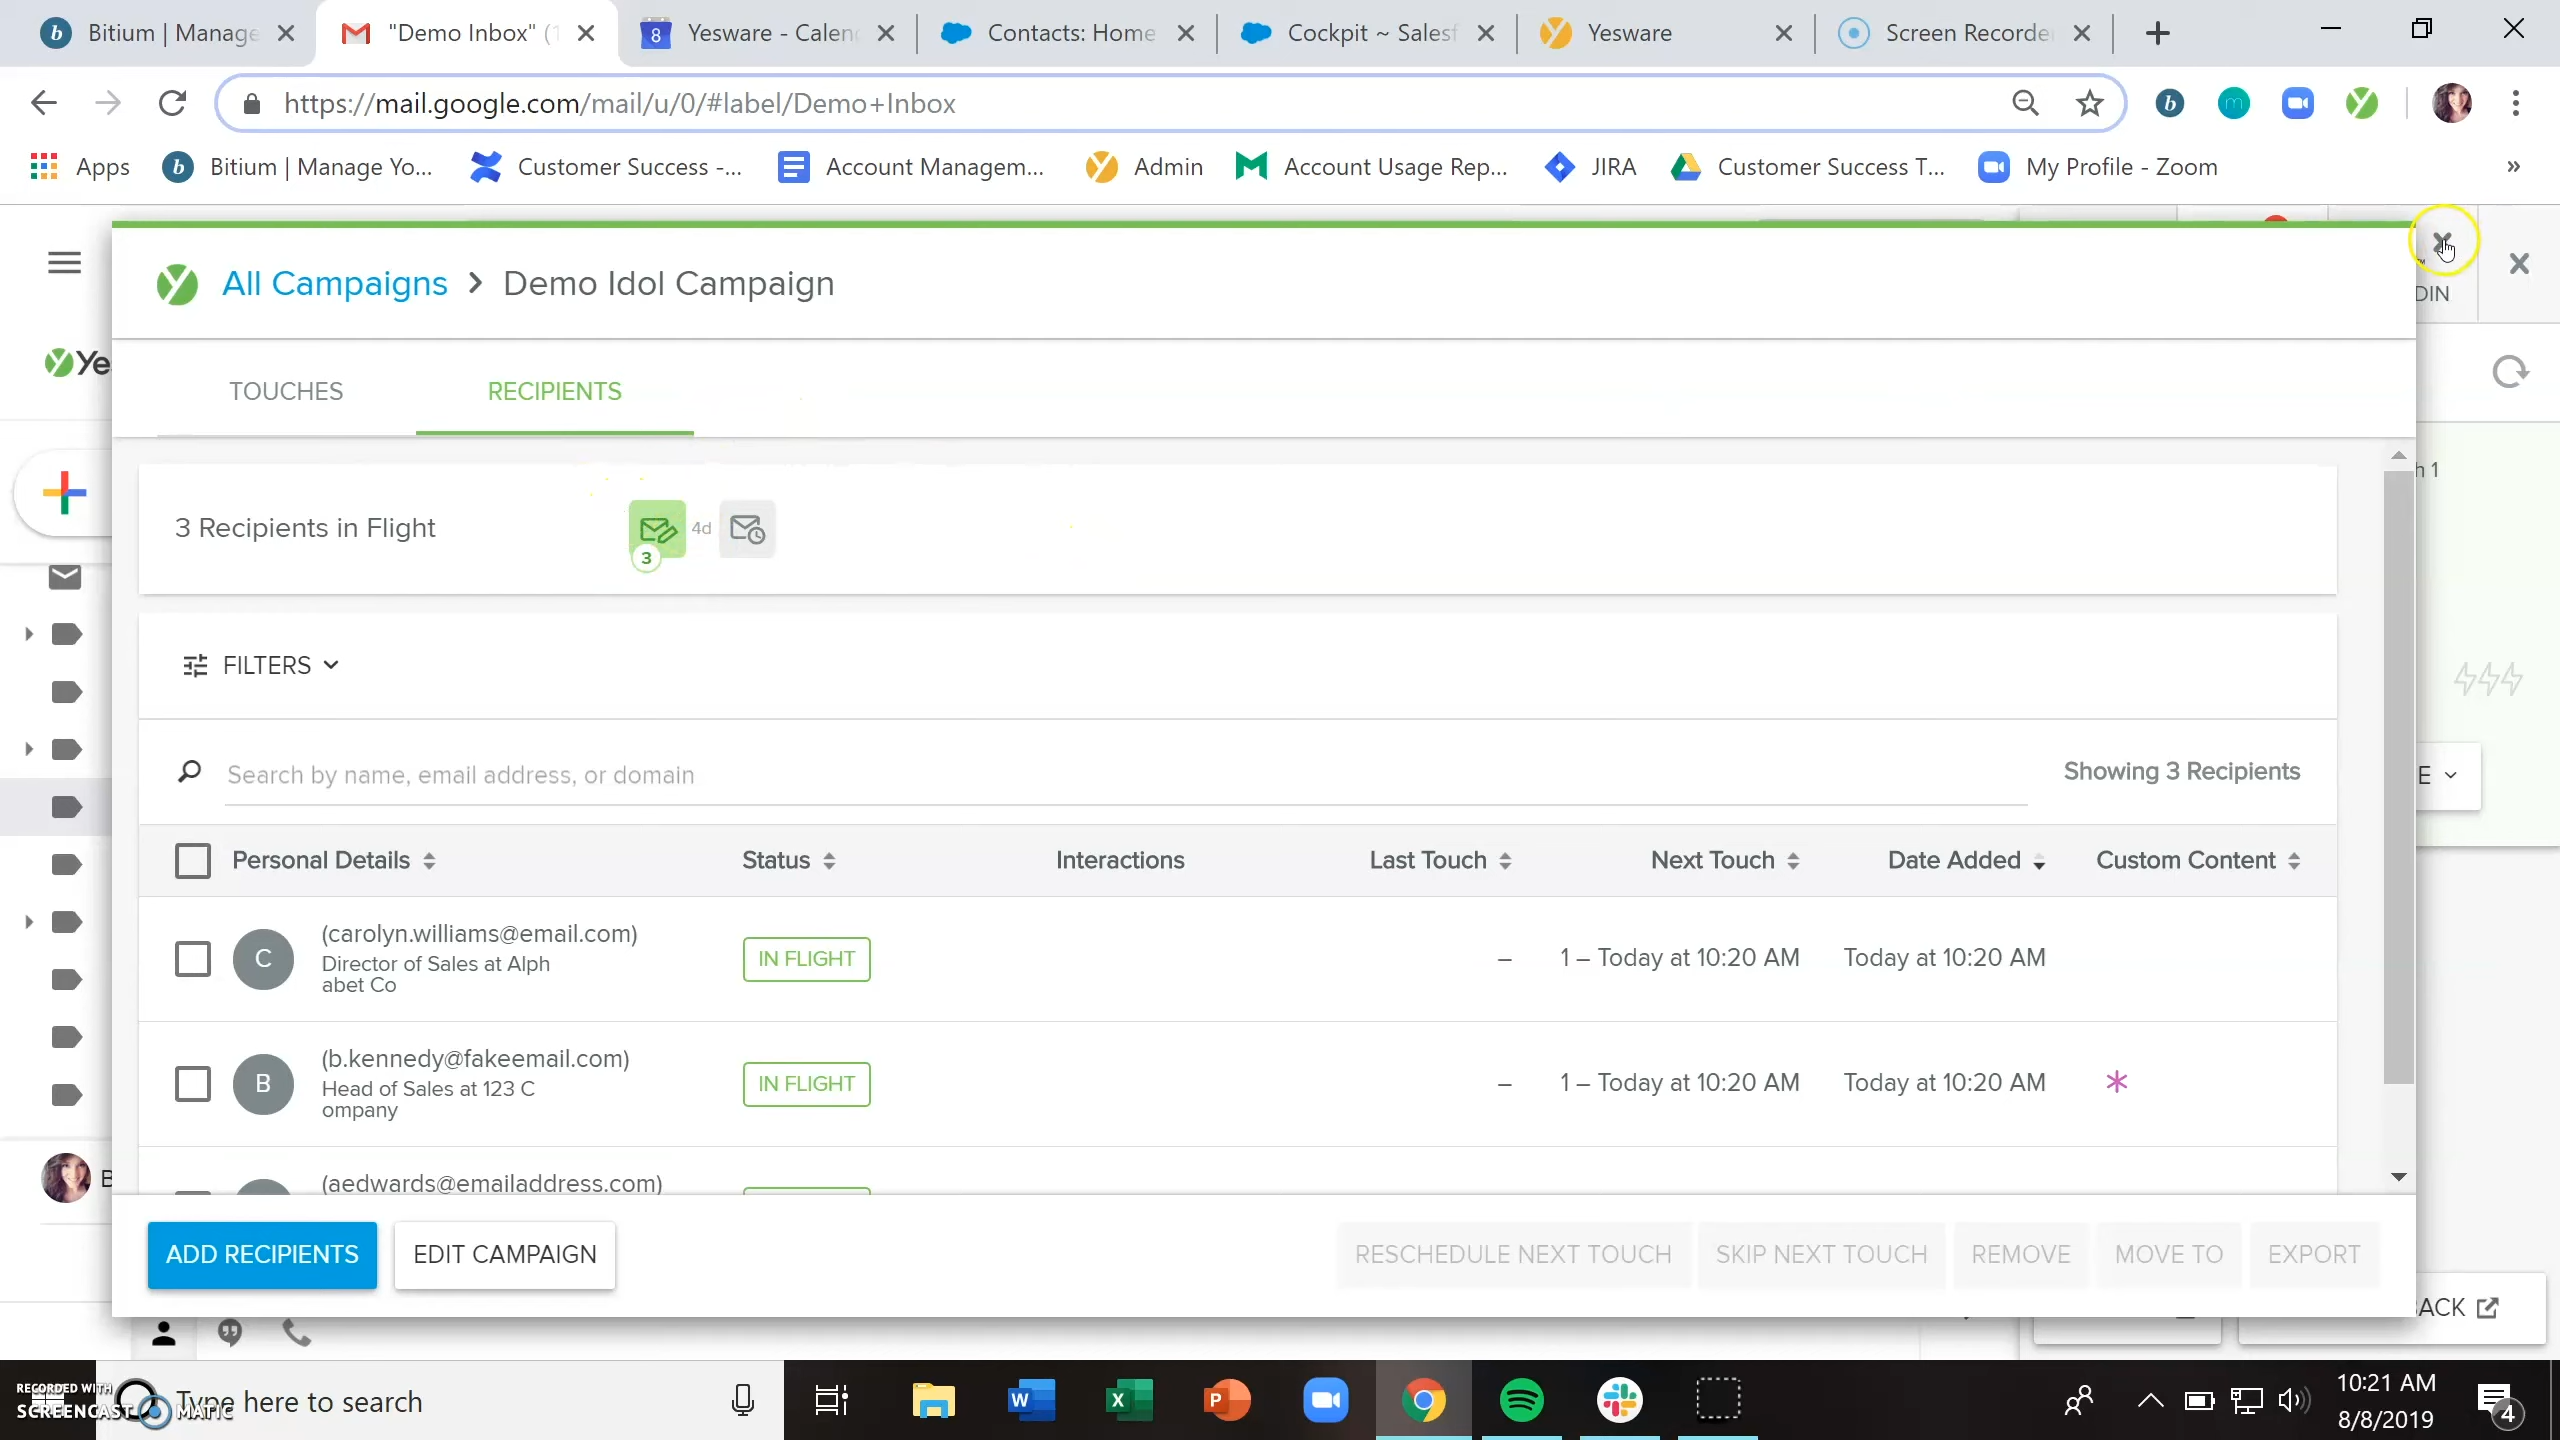 b Bitium | Manage
"Demo Inbox" (
8 Yesware - Calen
Contacts: Home
Cockpit ~ Salesf
Yesware
Screen Recorde
https://mail.google.com/mail/u/0/#label/Demo+Inbox
b m
Apps
b Bitium | Manage Yo...
Customer Success -...
Account Managem...
Admin
Account Usage Rep...
JIRA
Customer Success T...
My Profile - Zoom
»
All Campaigns > Demo Idol Campaign
DIN
Ye
TOUCHES
RECIPIENTS
h 1
3 Recipients in Flight
4d
3
FILTERS
Search by name, email address, or domain
Showing 3 Recipients
E
Personal Details
Status
Interactions
Last Touch
Next Touch
Date Added
Custom Content
C
(carolyn.williams@email.com)
Director of Sales at Alph
abet Co
IN FLIGHT
–
1 – Today at 10:20 AM
Today at 10:20 AM
B
(b.kennedy@fakeemail.com)
Head of Sales at 123 C
ompany
IN FLIGHT
–
1 – Today at 10:20 AM
Today at 10:20 AM
*
B
(aedwards@emailaddress.com)
ADD RECIPIENTS
EDIT CAMPAIGN
RESCHEDULE NEXT TOUCH
SKIP NEXT TOUCH
REMOVE
MOVE TO
EXPORT
ACK
RECORDED WITH
SCREENCAST MATIC
Type here to search
W
X
P
10:21 AM
8/8/2019
4